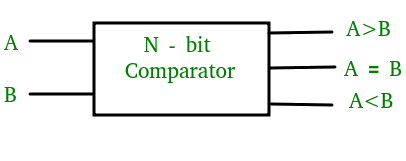 A
B
N - bit
Comparator
A>B
A = B
A<B